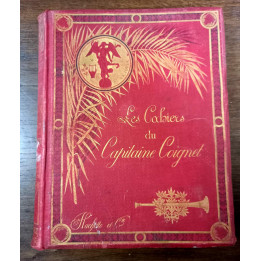 Les Cahiers
du
Capitaine Coignet
Hachette et Cie